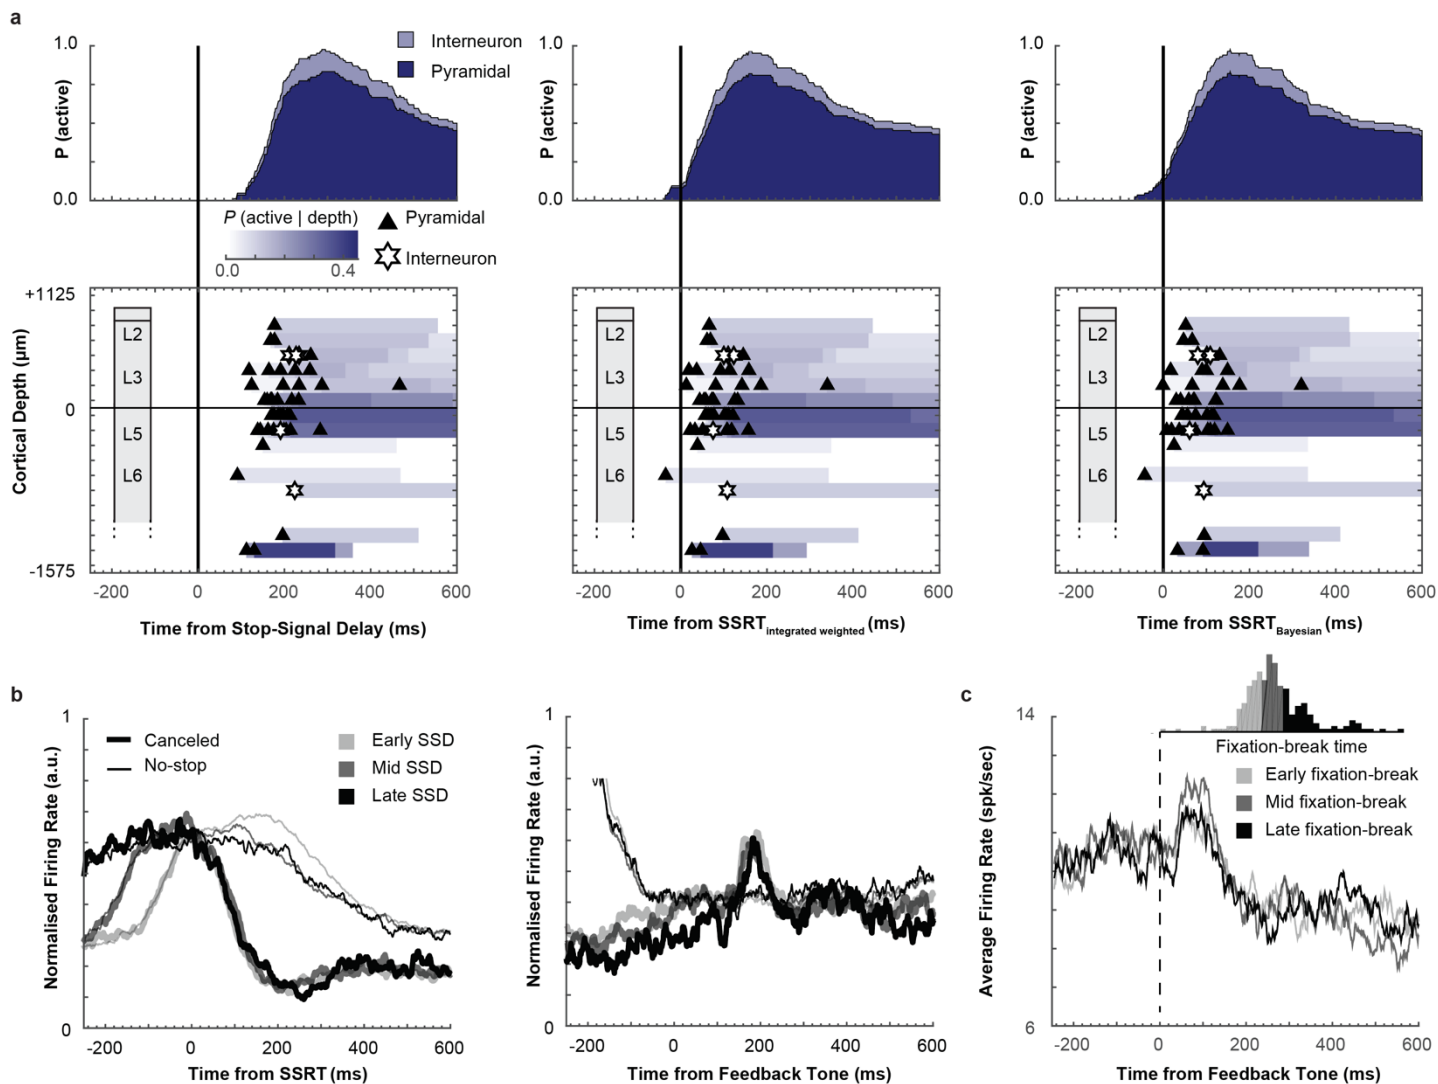 a
1.0
P (active)
0.0
Interneuron
Pyramidal
1.0
P (active)
0.0
1.0
P (active)
0.0
P (active | depth)
0.0 0.4
Pyramidal
Interneuron
+1125
0
-1575
Cortical Depth (µm)
L2
L3
L5
L6
L2
L3
L5
L6
L2
L3
L5
L6
-200 0 200 400 600
-200 0 200 400 600
-200 0 200 400 600
Time from Stop-Signal Delay (ms)
Time from SSRT integrated weighted (ms)
Time from SSRT Bayesian (ms)
b
1
0
Normalised Firing Rate (a.u.)
Canceled
No-stop
Early SSD
Mid SSD
Late SSD
-200 0 200 400 600
Time from SSRT (ms)
1
0
Normalised Firing Rate (a.u.)
-200 0 200 400 600
Time from Feedback Tone (ms)
c
14
6
Average Firing Rate (spk/sec)
Fixation-break time
Early fixation-break
Mid fixation-break
Late fixation-break
-200 0 200 400 600
Time from Feedback Tone (ms)